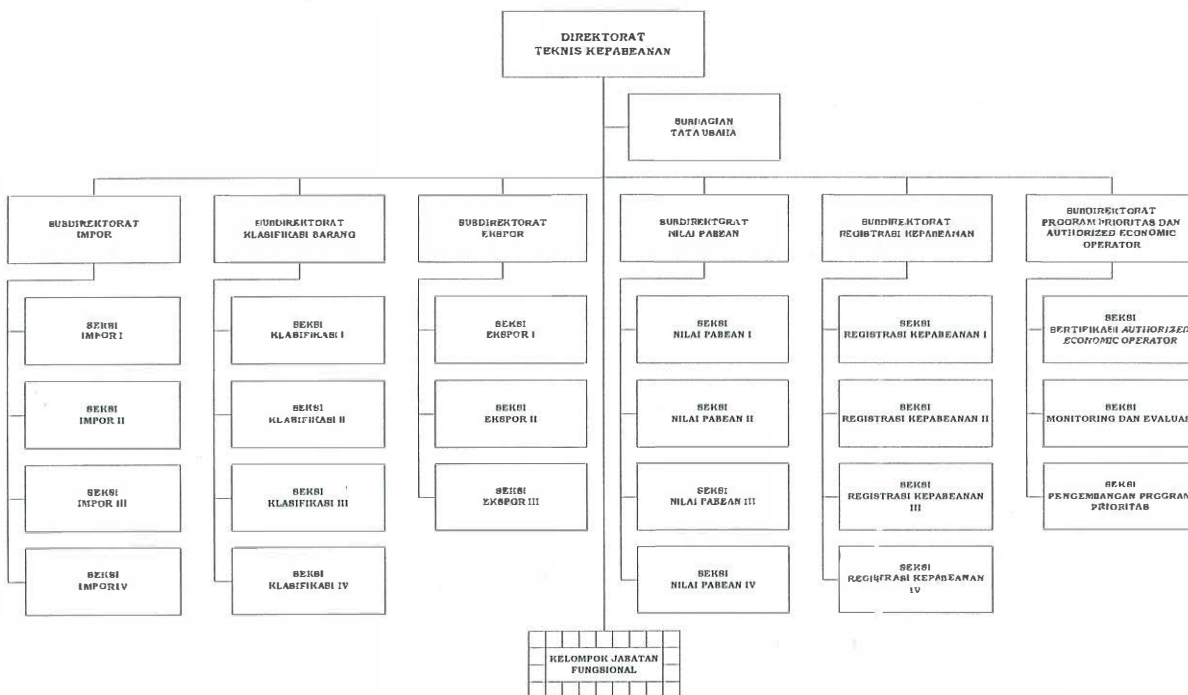 DIREKTORAT
TEKNIS KEPABEANAN
SUBBAGIAN
TATA USAHA
SUBDIREKTORAT
IMPOR
SUBDIREKTORAT
KLASIFIKASI BARANG
SUBDIREKTORAT
EKSPOR
SUBDIREKTORAT
NILAI PABEAN
SUBDIREKTORAT
REGISTRASI KEPABEANAN
SUBDIREKTORAT
PROGRAM PRIORITAS DAN
AUTHORIZED ECONOMIC
OPERATOR
SEKSI
IMPOR I
SEKSI
KLASIFIKASI I
SEKSI
EKSPOR I
SEKSI
NILAI PABEAN I
SEKSI
REGISTRASI KEPABEANAN I
SEKSI
SERTIFIKASI AUTHORIZED
ECONOMIC OPERATOR
SEKSI
IMPOR II
SEKSI
KLASIFIKASI II
SEKSI
EKSPOR II
SEKSI
NILAI PABEAN II
SEKSI
REGISTRASI KEPABEANAN II
SEKSI
MONITORING DAN EVALUASI
SEKSI
IMPOR III
SEKSI
KLASIFIKASI III
SEKSI
EKSPOR III
SEKSI
NILAI PABEAN III
SEKSI
REGISTRASI KEPABEANAN
III
SEKSI
PENGEMBANGAN PROGRAM
PRIORITAS
SEKSI
IMPOR IV
SEKSI
KLASIFIKASI IV
SEKSI
NILAI PABEAN IV
SEKSI
REGISTRASI KEPABEANAN
IV
KELOMPOK JABATAN
FUNGSIONAL